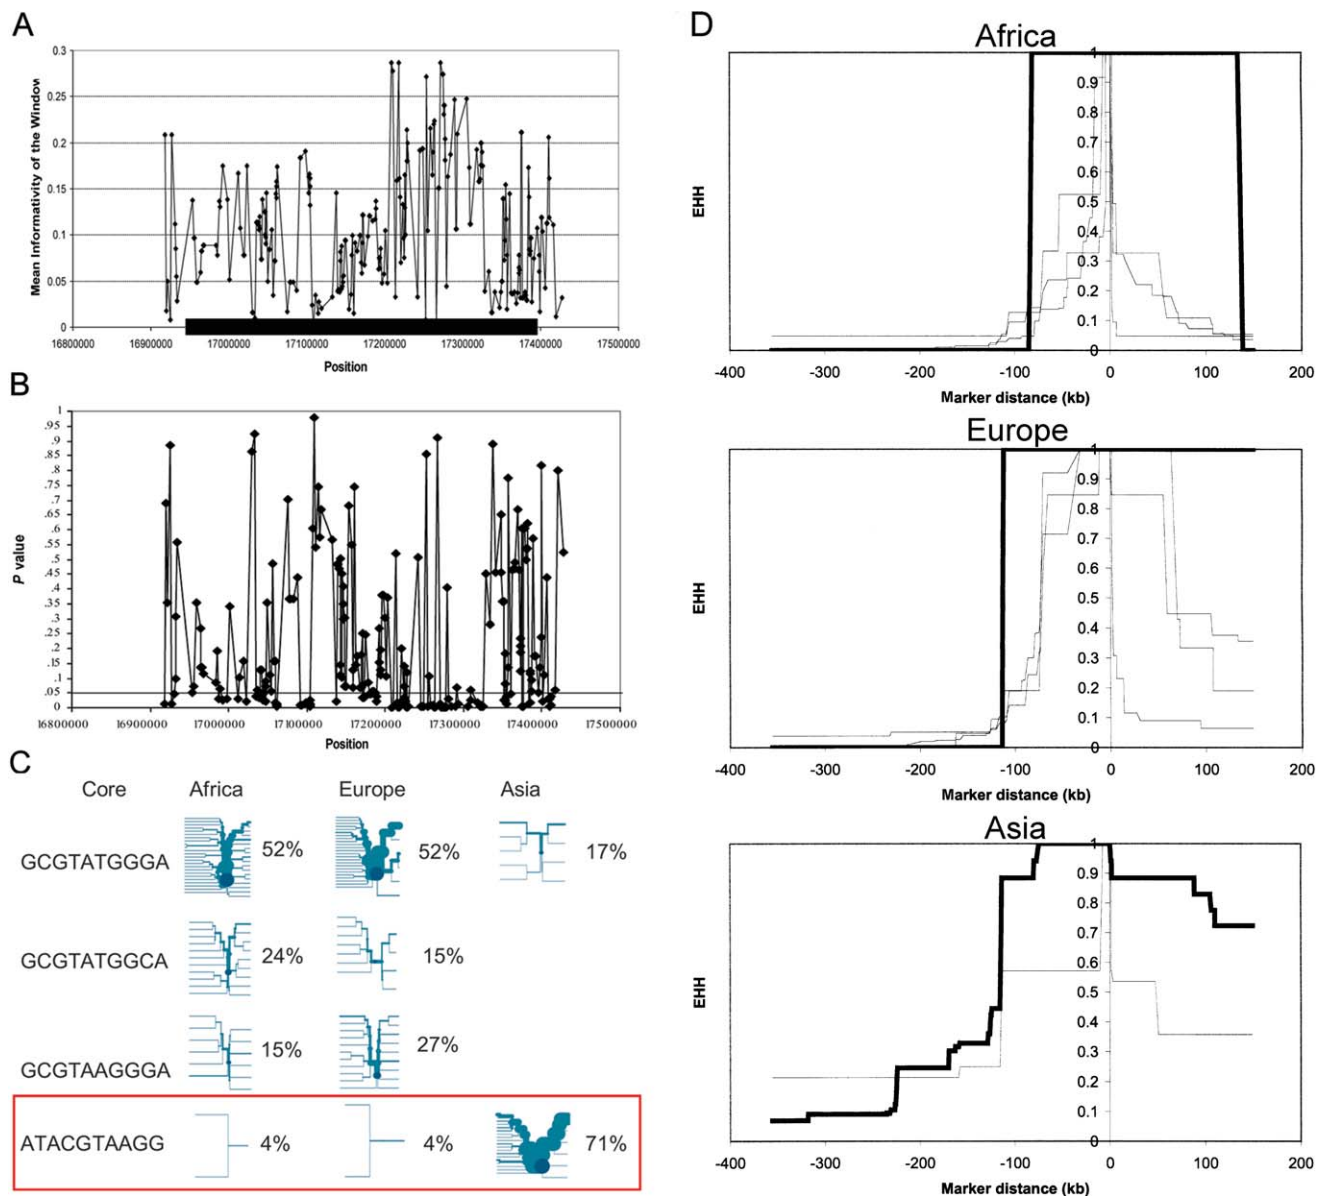 A
Mean Informativity of the Window
0.3
0.25
0.2
0.15
0.1
0.05
0
16800000 16900000 17000000 17100000 17200000 17300000 17400000 17500000
Position
B
P value
1
.95
.9
.85
.8
.75
.7
.65
.6
.55
.5
.45
.4
.35
.3
.25
.2
.15
.1
.05
0
16800000 16900000 17000000 17100000 17200000 17300000 17400000 17500000
Position
C
Core Africa Europe Asia
GCGTATGGGA 52% 52% 17%
GCGTATGGCA 24% 15%
GCGTAAGGGA 15% 27%
ATACGTAAGG 4% 4% 71%
D
Africa
EHH
1
0.9
0.8
0.7
0.6
0.5
0.4
0.3
0.2
0.1
0
-400 -300 -200 -100 0 100 200
Marker distance (kb)
Europe
EHH
1
0.9
0.8
0.7
0.6
0.5
0.4
0.3
0.2
0.1
0
-400 -300 -200 -100 0 100 200
Marker distance (kb)
Asia
EHH
1
0.9
0.8
0.7
0.6
0.5
0.4
0.3
0.2
0.1
0
-400 -300 -200 -100 0 100 200
Marker distance (kb)